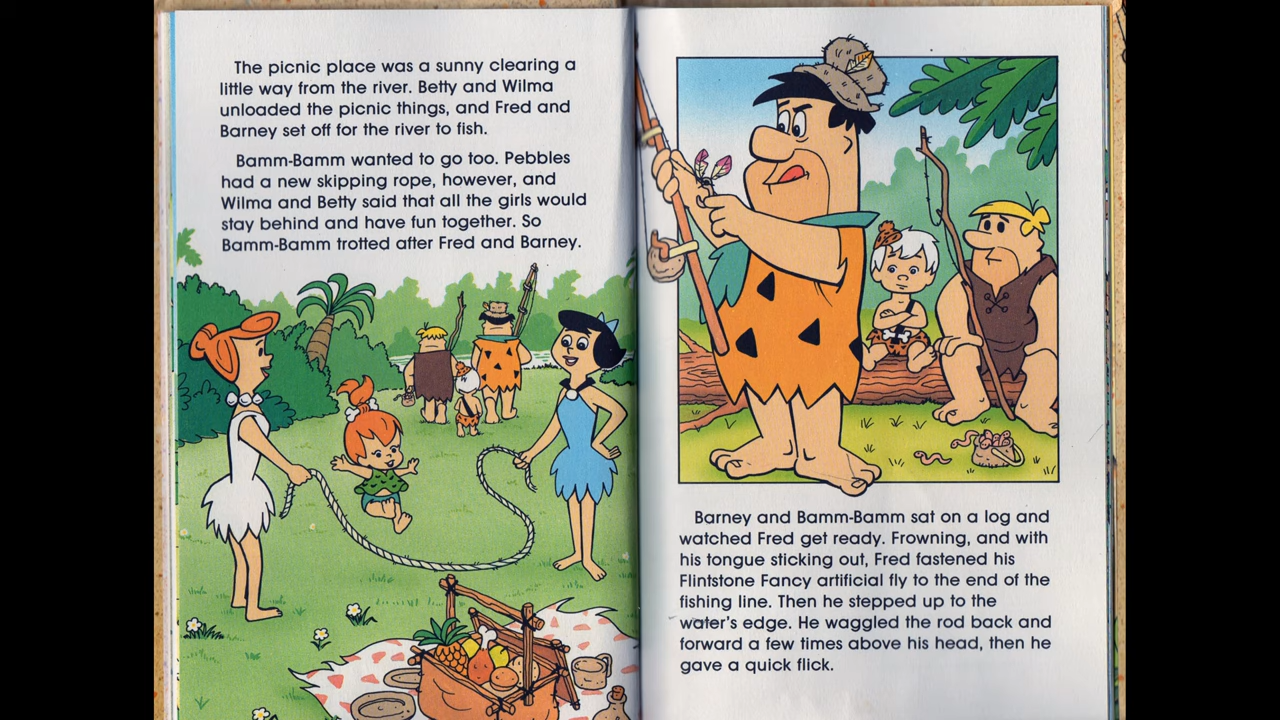 The picnic place was a sunny clearing a
little way from the river. Betty and Wilma
unloaded the picnic things, and Fred and
Barney set off for the river to fish.
Bamm-Bamm wanted to go too. Pebbles
had a new skipping rope, however, and
Wilma and Betty said that all the girls would
stay behind and have fun together. So
Bamm-Bamm trotted after Fred and Barney.
Barney and Bamm-Bamm sat on a log and
watched Fred get ready. Frowning, and with
his tongue sticking out, Fred fastened his
Flintstone Fancy artificial fly to the end of the
fishing line. Then he stepped up to the
water's edge. He waggled the rod back and
forward a few times above his head, then he
gave a quick flick.